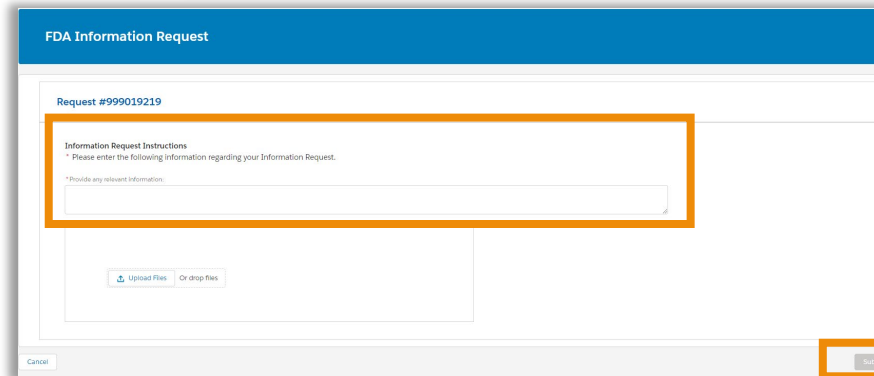 FDA Information Request
Request #999019219
Information Request Instructions
* Please enter the following information regarding your Information Request.
*Provide any relevant information:
Upload Files Or drop files
Cancel